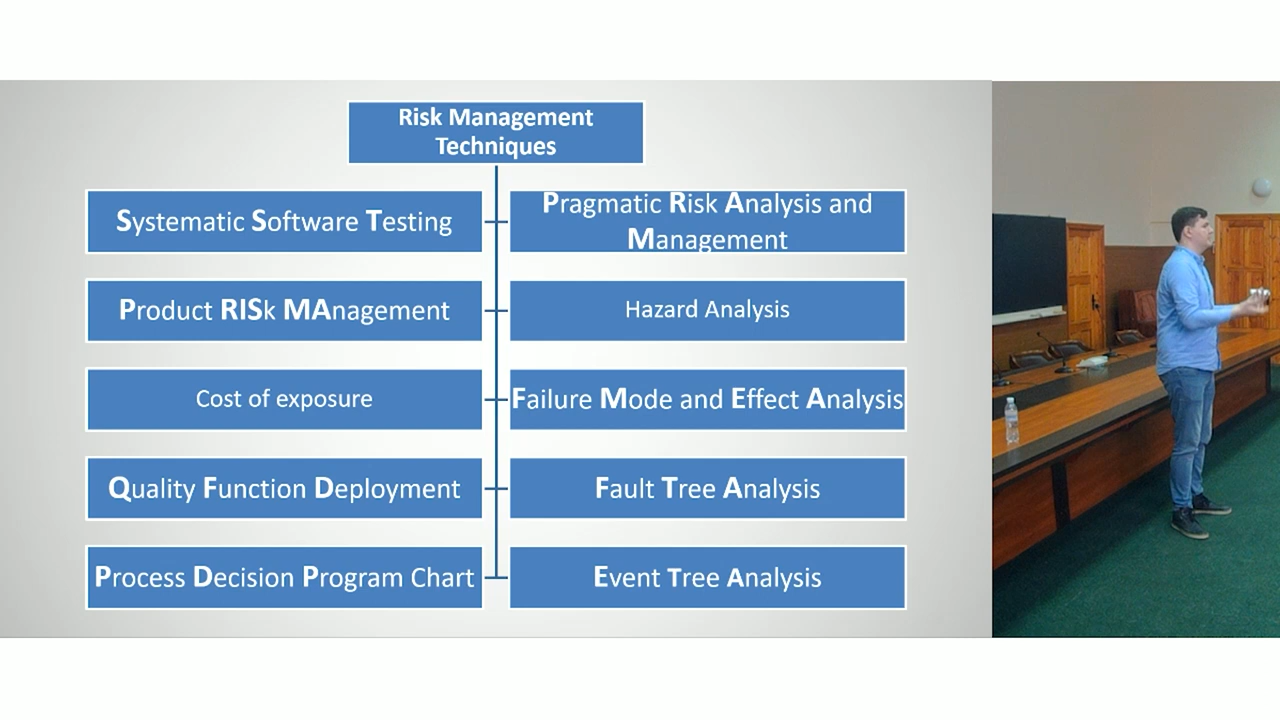 Risk Management
Techniques
Systematic Software Testing
Pragmatic Risk Analysis and
Management
Product RISk MAnagement
Hazard Analysis
Cost of exposure
Failure Mode and Effect Analysis
Quality Function Deployment
Fault Tree Analysis
Process Decision Program Chart
Event Tree Analysis